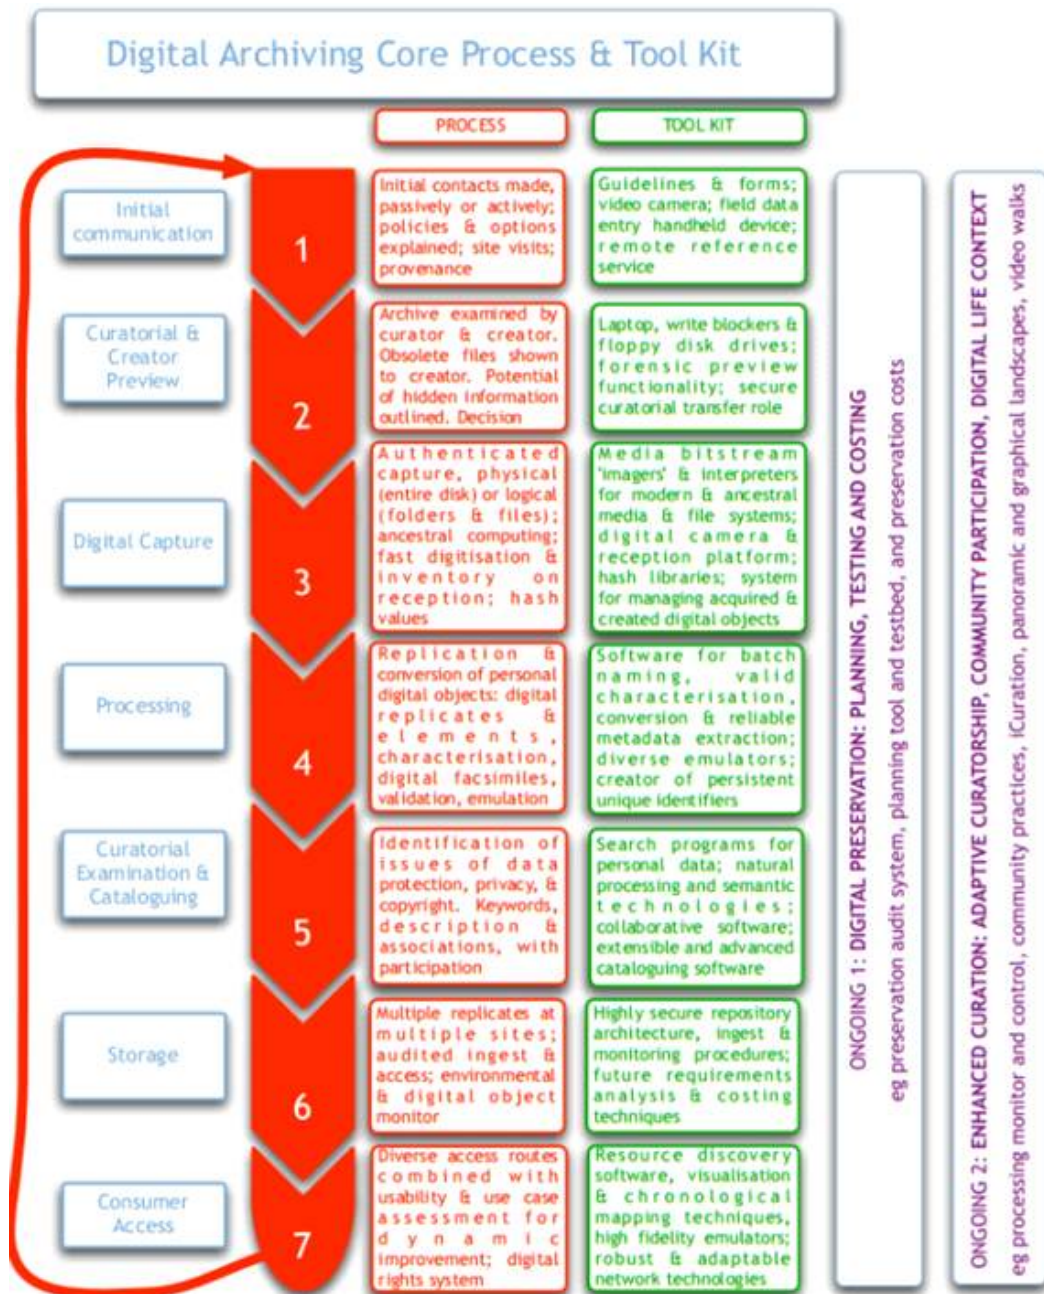 Digital Archiving Core Process & Tool Kit
PROCESS
TOOL KIT
Initial
communication
1
Initial contacts made,
passively or actively;
policies & options
explained; site visits;
provenance
Guidelines & forms;
video camera; field data
entry handheld device;
remote reference
service
Curatorial &
Creator
Preview
2
Archive examined by
curator & creator.
Obsolete files shown
to creator. Potential
of hidden information
outlined. Decision
Laptop, write blockers &
floppy disk drives;
forensic preview
functionality; secure
curatorial transfer role
Digital Capture
3
Authenticated
capture, physical
(entire disk) or logical
(folders & files);
ancestral computing;
fast digitisation &
inventory on
reception; hash
values
Media bitstream
'imagers' & interpreters
for modern & ancestral
media & file systems;
digital camera &
reception platform;
hash libraries; system
for managing acquired &
created digital objects
Processing
4
Replication &
conversion of personal
digital objects: digital
replicates &
elements,
characterisation,
digital facsimiles,
validation, emulation
Software for batch
naming, valid
characterisation,
conversion & reliable
metadata extraction;
diverse emulators;
creator of persistent
unique identifiers
Curatorial
Examination &
Cataloguing
5
Identification of
issues of data
protection, privacy, &
copyright. Keywords,
description &
associations, with
participation
Search programs for
personal data; natural
processing and semantic
technologies;
collaborative software;
extensible and advanced
cataloguing software
Storage
6
Multiple replicates at
multiple sites;
audited ingest &
access; environmental
& digital object
monitor
Highly secure repository
architecture, ingest &
monitoring procedures;
future requirements
analysis & costing
techniques
Consumer
Access
7
Diverse access routes
combined with
usability & use case
assessment for
dynamic
improvement; digital
rights system
Resource discovery
software, visualisation
& chronological
mapping techniques,
high fidelity emulators;
robust & adaptable
network technologies
ONGOING 1: DIGITAL PRESERVATION: PLANNING, TESTING AND COSTING
eg preservation audit system, planning tool and testbed, and preservation costs
ONGOING 2: ENHANCED CURATION: ADAPTIVE CURATORSHIP, COMMUNITY PARTICIPATION, DIGITAL LIFE CONTEXT
eg processing monitor and control, community practices, iCuration, panoramic and graphical landscapes, video walks